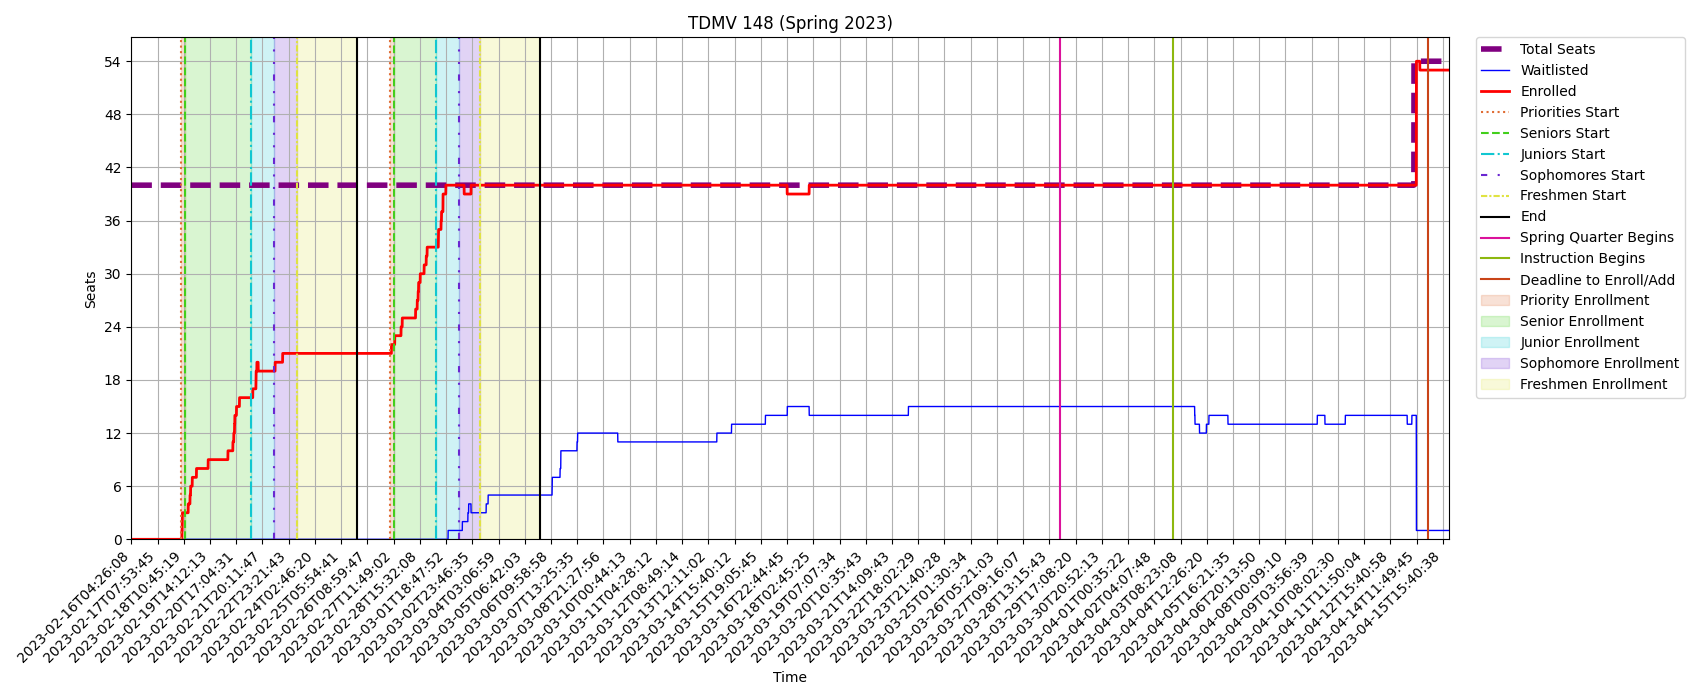 TDMV 148 (Spring 2023)
Seats
54
48
42
36
30
24
18
12
6
0
2023-02-16T04:26:08
2023-02-17T07:53:45
2023-02-18T10:45:19
2023-02-19T14:12:13
2023-02-20T17:04:31
2023-02-21T20:11:47
2023-02-22T23:21:43
2023-02-24T02:46:20
2023-02-25T05:54:41
2023-02-26T08:59:47
2023-02-27T11:49:02
2023-02-28T15:32:08
2023-03-01T18:47:52
2023-03-02T23:46:35
2023-03-04T03:06:59
2023-03-05T06:42:03
2023-03-06T09:58:58
2023-03-07T13:25:35
2023-03-08T21:27:56
2023-03-10T00:44:13
2023-03-11T04:28:12
2023-03-12T08:49:14
2023-03-13T12:11:02
2023-03-14T15:40:12
2023-03-15T19:05:45
2023-03-16T22:44:45
2023-03-18T02:45:25
2023-03-19T07:07:34
2023-03-20T10:35:43
2023-03-21T14:09:43
2023-03-22T18:02:29
2023-03-23T21:40:28
2023-03-25T01:30:34
2023-03-26T05:21:03
2023-03-27T09:16:07
2023-03-28T13:15:43
2023-03-29T17:08:20
2023-03-30T20:52:13
2023-04-01T00:35:22
2023-04-02T04:07:48
2023-04-03T08:23:08
2023-04-04T12:26:20
2023-04-05T16:21:35
2023-04-06T20:13:50
2023-04-08T00:09:10
2023-04-09T03:56:39
2023-04-10T08:02:30
2023-04-11T11:50:04
2023-04-12T15:40:58
2023-04-14T11:49:45
2023-04-15T15:40:38
Time
Total Seats
Waitlisted
Enrolled
Priorities Start
Seniors Start
Juniors Start
Sophomores Start
Freshmen Start
End
Spring Quarter Begins
Instruction Begins
Deadline to Enroll/Add
Priority Enrollment
Senior Enrollment
Junior Enrollment
Sophomore Enrollment
Freshmen Enrollment